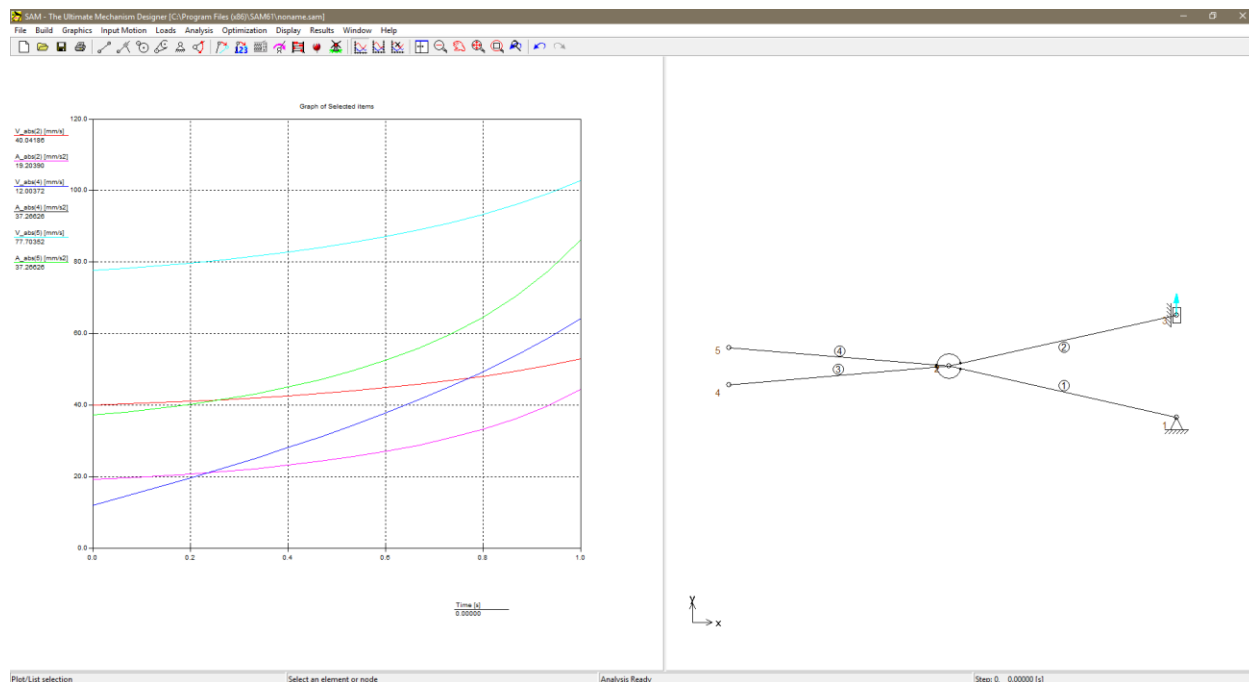 SAM - The Ultimate Mechanism Designer [C:\Program Files (x86)\SAM61\noname.sam]
File Build Graphics Input Motion Loads Analysis Optimization Display Results Window Help
123
Graph of Selected items
V_abs(2) [mm/s]
40.04186
A_abs(2) [mm/s2]
19.20390
V_abs(4) [mm/s]
12.00372
A_abs(4) [mm/s2]
37.26626
V_abs(5) [mm/s]
77.70352
A_abs(5) [mm/s2]
37.26626
120.0
100.0
80.0
60.0
40.0
20.0
0.0
0.0 0.2 0.4 0.6 0.8 1.0
Time [s]
0.00000
3
2
5
4
3
4
1
1
y
x
Plot/List selection Select an element or node Analysis Ready Step: 0, 0.00000 [s]